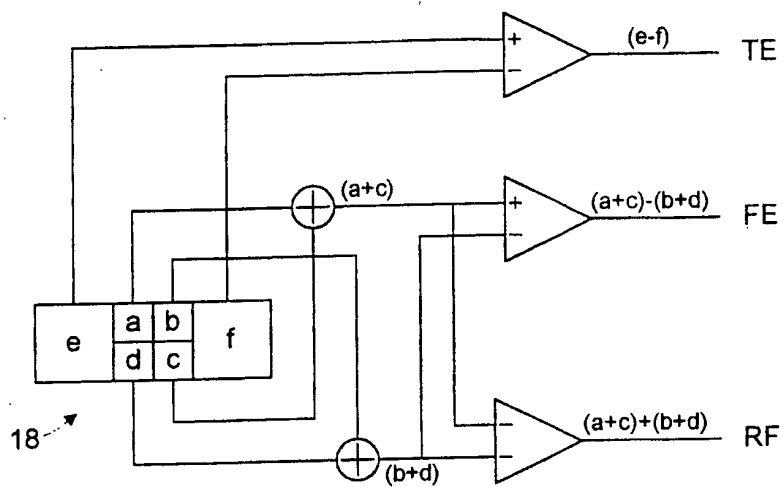 +
−
(e-f)
TE
(a+c)
+
−
(a+c)-(b+d)
FE
e
a
b
d
c
f
18
(b+d)
−
−
(a+c)+(b+d)
RF